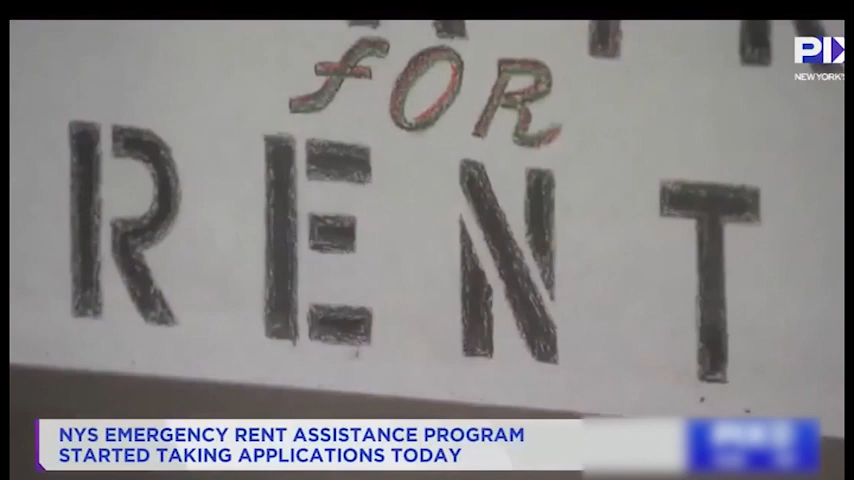 PIX
NEW YORK'S
for
RENT
NYS EMERGENCY RENT ASSISTANCE PROGRAM
STARTED TAKING APPLICATIONS TODAY